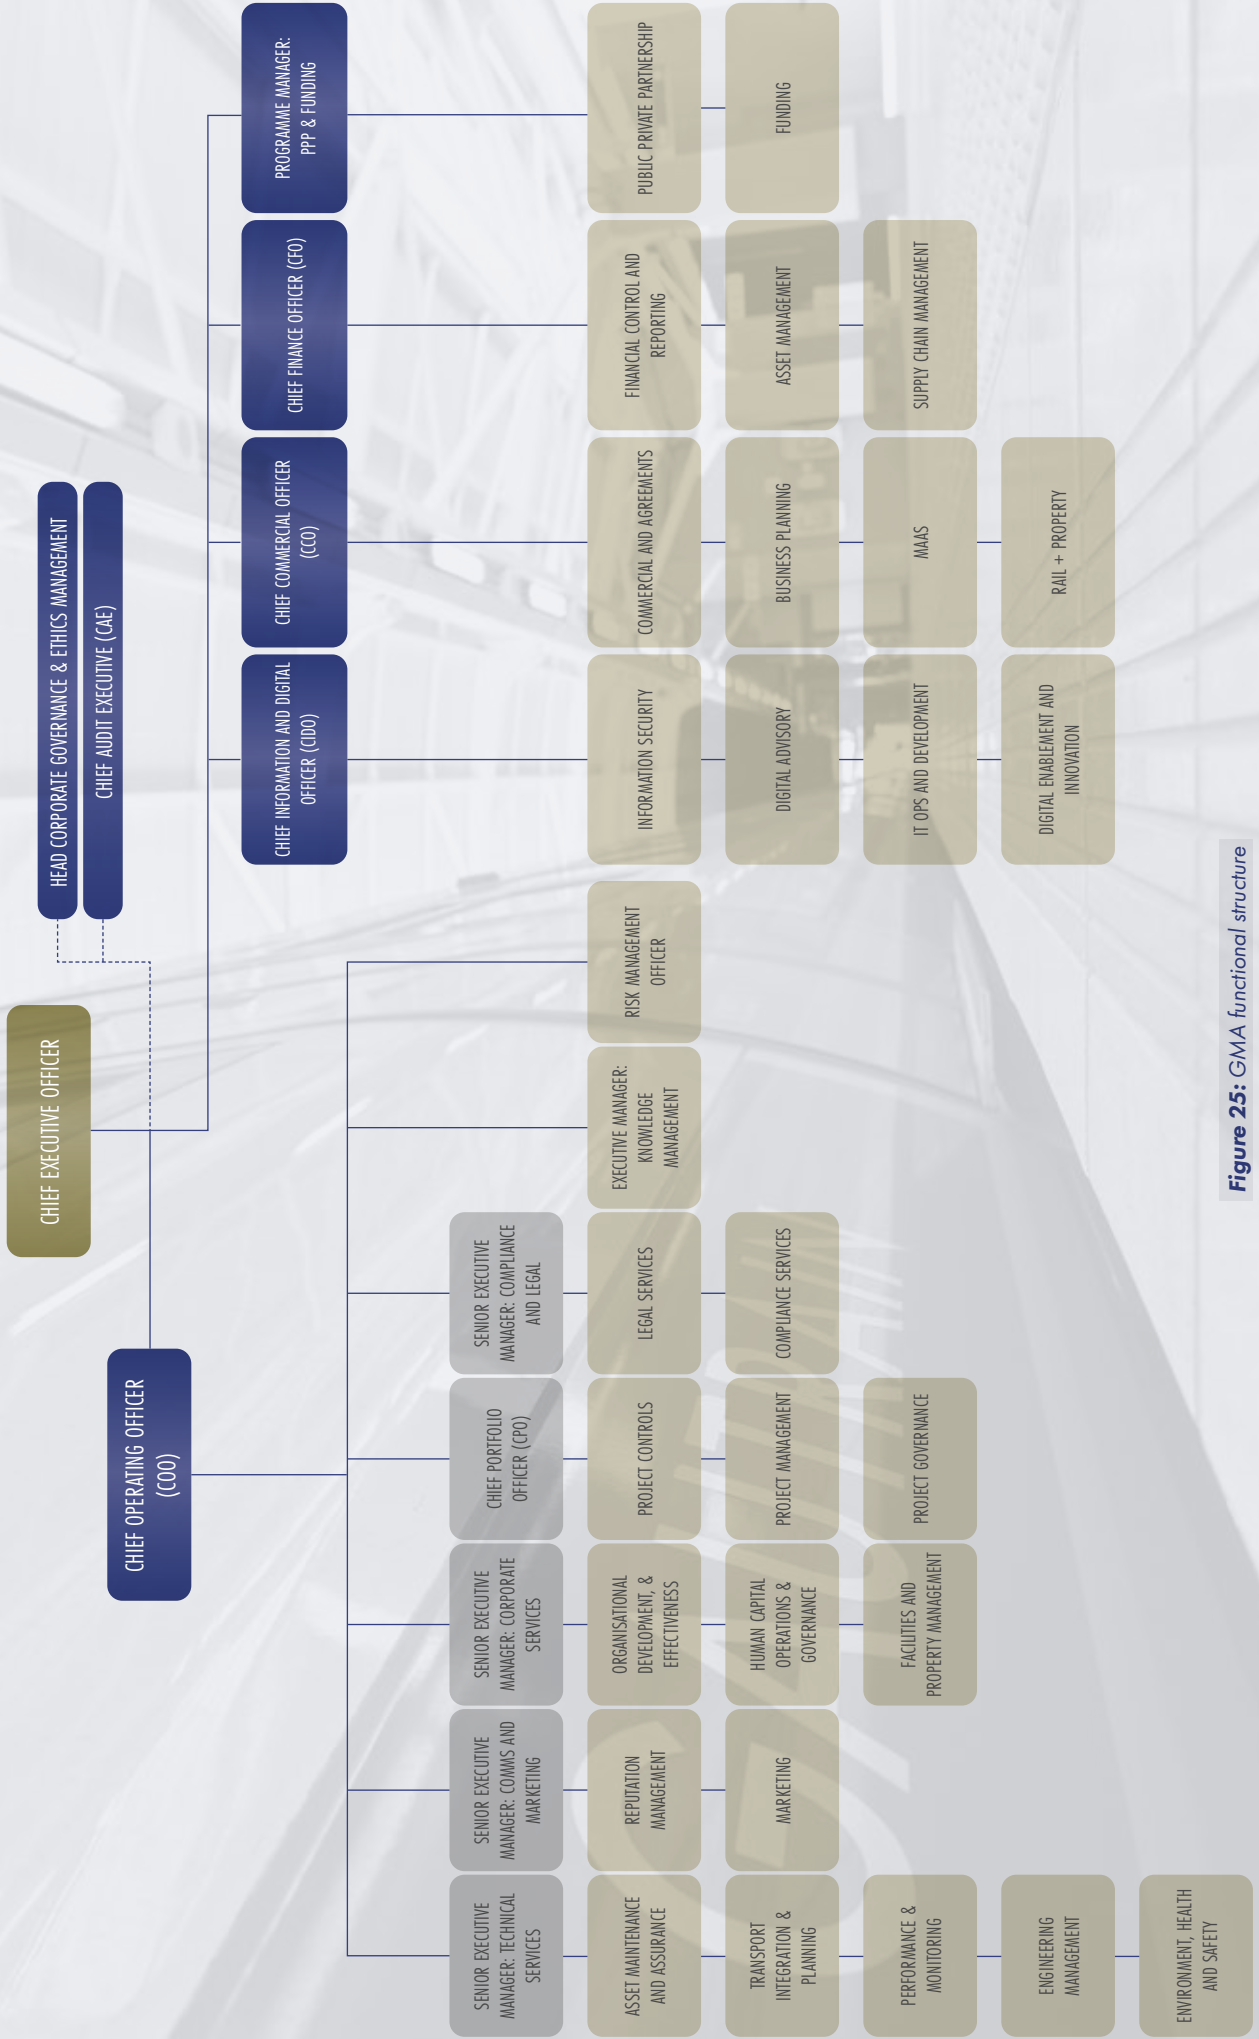 CHIEF EXECUTIVE OFFICER
HEAD CORPORATE GOVERNANCE & ETHICS MANAGEMENT
CHIEF AUDIT EXECUTIVE (CAE)
CHIEF OPERATING OFFICER
(COO)
CHIEF INFORMATION AND DIGITAL
OFFICER (CIDO)
CHIEF COMMERCIAL OFFICER
(CCO)
CHIEF FINANCE OFFICER (CFO)
PROGRAMME MANAGER:
PPP & FUNDING
SENIOR EXECUTIVE
MANAGER: TECHNICAL
SERVICES
SENIOR EXECUTIVE
MANAGER: COMMS AND
MARKETING
SENIOR EXECUTIVE
MANAGER: CORPORATE
SERVICES
CHIEF PORTFOLIO
OFFICER (CPO)
SENIOR EXECUTIVE
MANAGER: COMPLIANCE
AND LEGAL
ASSET MAINTENANCE
AND ASSURANCE
REPUTATION
MANAGEMENT
ORGANISATIONAL
DEVELOPMENT, &
EFFECTIVENESS
PROJECT CONTROLS
LEGAL SERVICES
EXECUTIVE MANAGER:
KNOWLEDGE
MANAGEMENT
RISK MANAGEMENT
OFFICER
INFORMATION SECURITY
COMMERCIAL AND AGREEMENTS
FINANCIAL CONTROL AND
REPORTING
PUBLIC PRIVATE PARTNERSHIP
TRANSPORT
INTEGRATION &
PLANNING
MARKETING
HUMAN CAPITAL
OPERATIONS &
GOVERNANCE
PROJECT MANAGEMENT
COMPLIANCE SERVICES
DIGITAL ADVISORY
BUSINESS PLANNING
ASSET MANAGEMENT
FUNDING
PERFORMANCE &
MONITORING
FACILITIES AND
PROPERTY MANAGEMENT
PROJECT GOVERNANCE
IT OPS AND DEVELOPMENT
MAAS
SUPPLY CHAIN MANAGEMENT
ENGINEERING
MANAGEMENT
DIGITAL ENABLEMENT AND
INNOVATION
RAIL + PROPERTY
ENVIRONMENT, HEALTH
AND SAFETY
GAUTRAIN
Figure 25: GMA functional structure